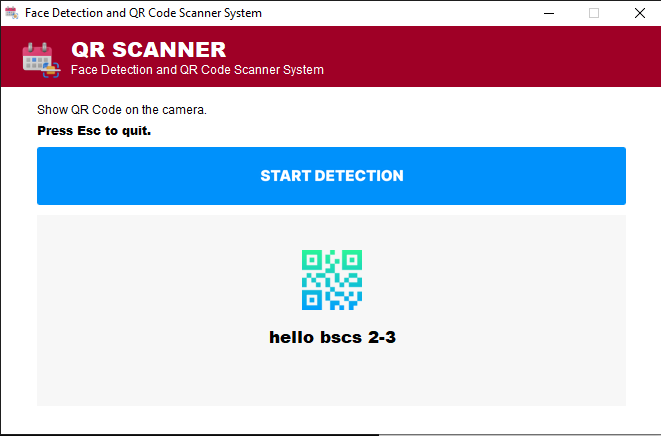 Face Detection and QR Code Scanner System
QR SCANNER
Face Detection and QR Code Scanner System
Show QR Code on the camera.
Press Esc to quit.
START DETECTION
hello bscs 2-3